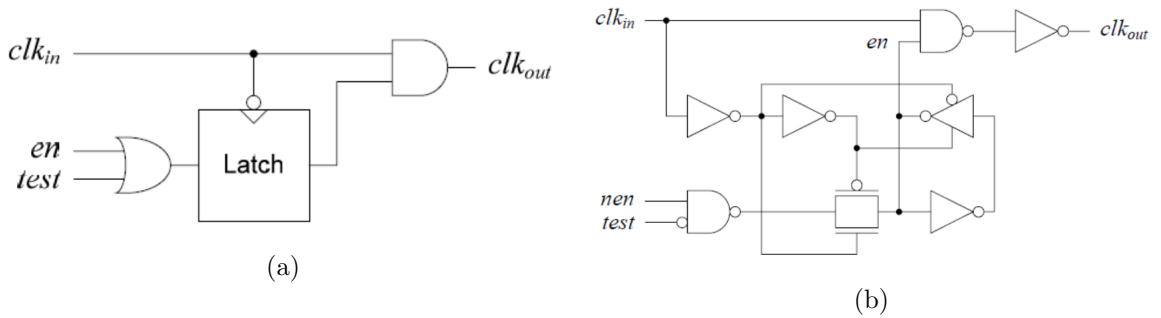 clk_in
en
test
Latch
clk_out
(a)
clk_in
en
clk_out
nen
test
(b)